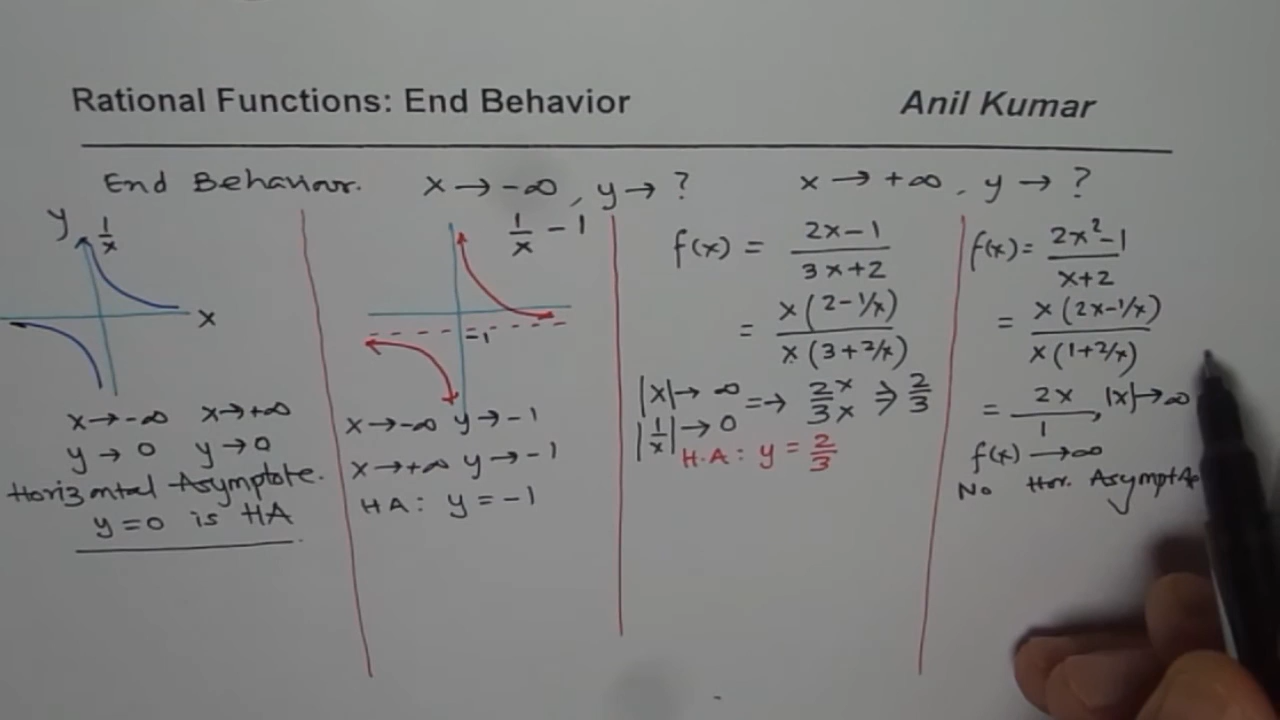 Rational Functions: End Behavior Anil Kumar
End Behaviour. x → -∞, y → ? x → +∞, y → ?
y
1/x
x
x → -∞ x → +∞
y → 0 y → 0
Horizontal Asymptote.
y = 0 is HA
1/x - 1
-1
x → -∞ y → -1
x → +∞ y → -1
HA: y = -1
f(x) = 2x-1 / 3x+2
= x(2-1/x) / x(3+2/x)
|x| → ∞ ⇒ 2x/3x ⇒ 2/3
|1/x| → 0
H.A: y = 2/3
f(x) = 2x²-1 / x+2
= x(2x-1/x) / x(1+2/x)
= 2x/1, |x| → ∞
f(x) → ∞
No Hor. Asymptote